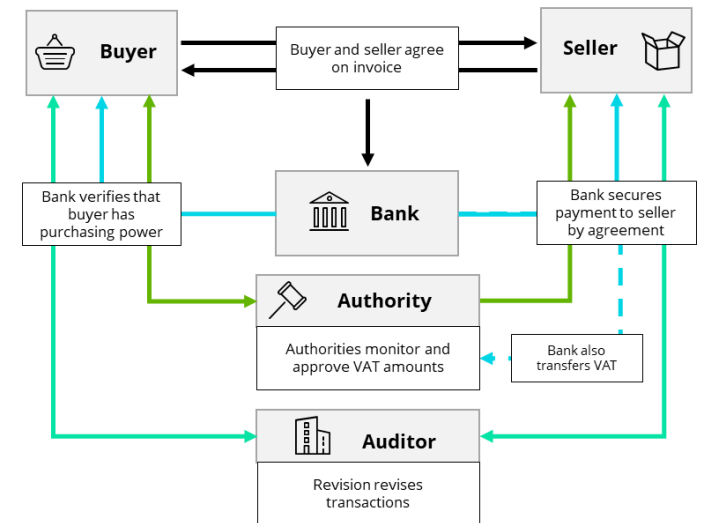 Buyer
Buyer and seller agree
on invoice
Seller
Bank verifies that
buyer has
purchasing power
Bank
Bank secures
payment to seller
by agreement
Authority
Authorities monitor and
approve VAT amounts
Bank also
transfers VAT
Auditor
Revision revises
transactions